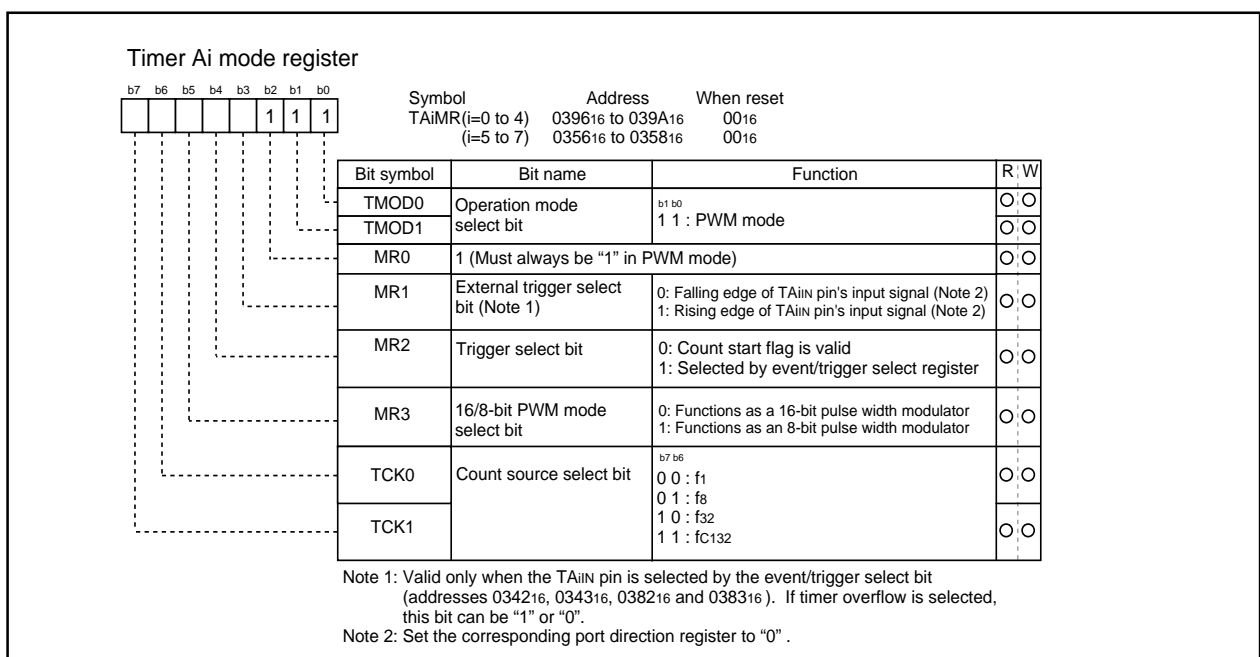 Timer Ai mode register
b7 b6 b5 b4 b3 b2 b1 b0
1 1 1
Symbol Address When reset
TAiMR(i=0 to 4) 039616 to 039A16 0016
(i=5 to 7) 035616 to 035816 0016
Bit symbol Bit name Function R W
TMOD0 Operation mode
TMOD1 select bit
b1 b0
1 1 : PWM mode
MR0 1 (Must always be “1” in PWM mode)
MR1 External trigger select
bit (Note 1)
0: Falling edge of TAiIN pin's input signal (Note 2)
1: Rising edge of TAiIN pin's input signal (Note 2)
MR2 Trigger select bit
0: Count start flag is valid
1: Selected by event/trigger select register
MR3 16/8-bit PWM mode
select bit
0: Functions as a 16-bit pulse width modulator
1: Functions as an 8-bit pulse width modulator
TCK0 Count source select bit
TCK1
b7 b6
0 0 : f1
0 1 : f8
1 0 : f32
1 1 : fC132
Note 1: Valid only when the TAiIN pin is selected by the event/trigger select bit
(addresses 034216, 034316, 038216 and 038316 ). If timer overflow is selected,
this bit can be “1” or “0”.
Note 2: Set the corresponding port direction register to “0” .